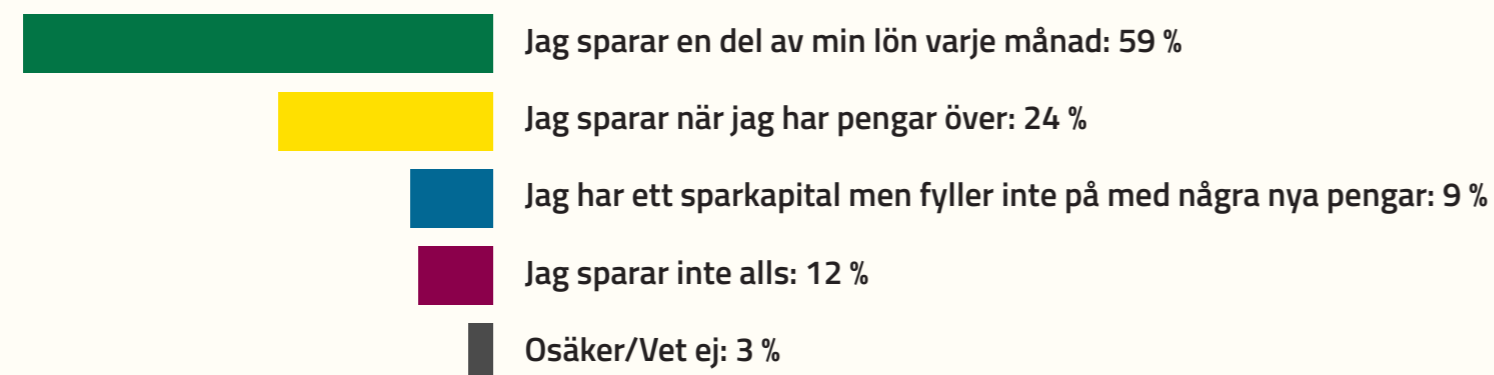 Jag sparar en del av min lön varje månad: 59 %
Jag sparar när jag har pengar över: 24 %
Jag har ett sparkapital men fyller inte på med några nya pengar: 9 %
Jag sparar inte alls: 12 %
Osäker/Vet ej: 3 %